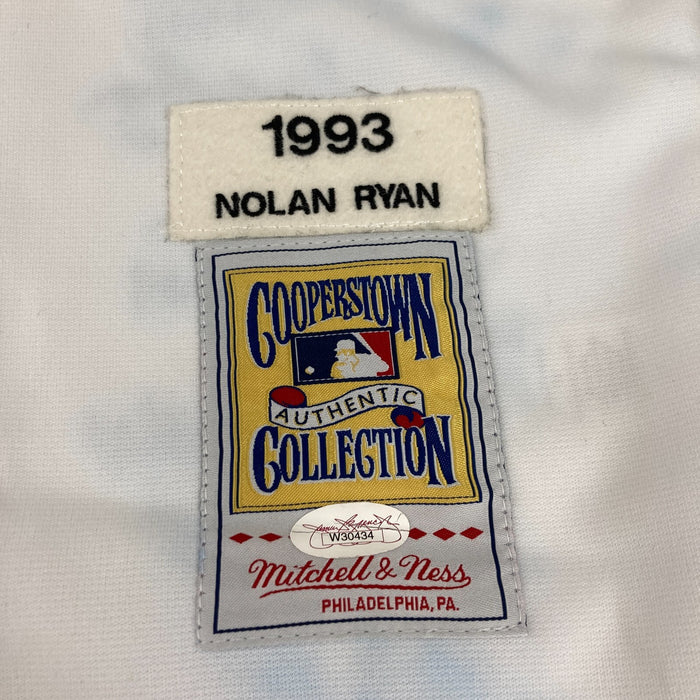 1993
NOLAN RYAN
COOPERSTOWN
AUTHENTIC
COLLECTION
W30434
Mitchell & Ness
PHILADELPHIA, PA.